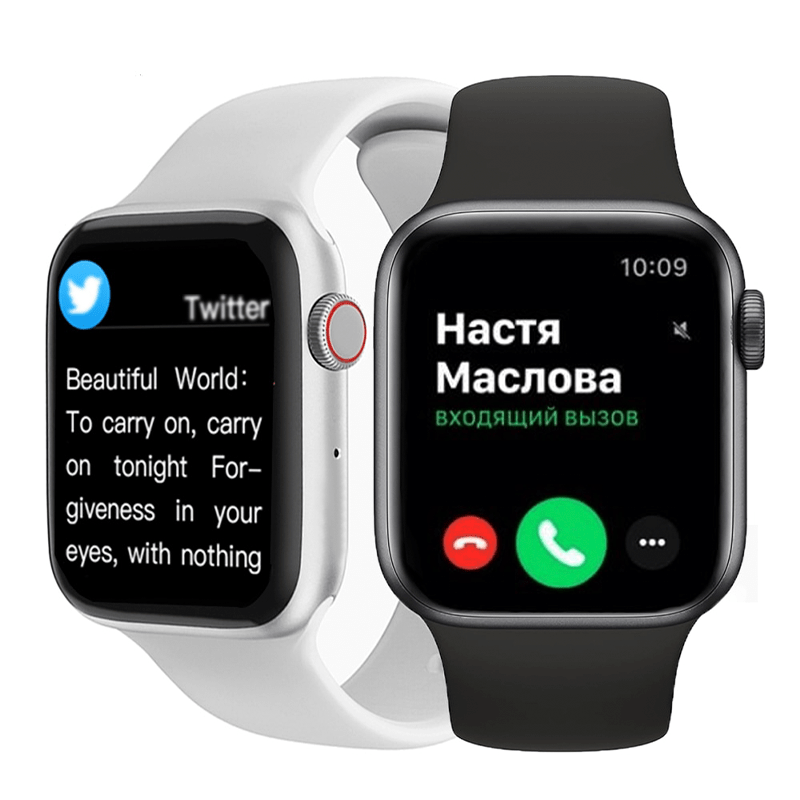 Twitter
Beautiful World:
To carry on, carry
on tonight For-
giveness in your
eyes, with nothing
10:09
Настя
Маслова
входящий вызов